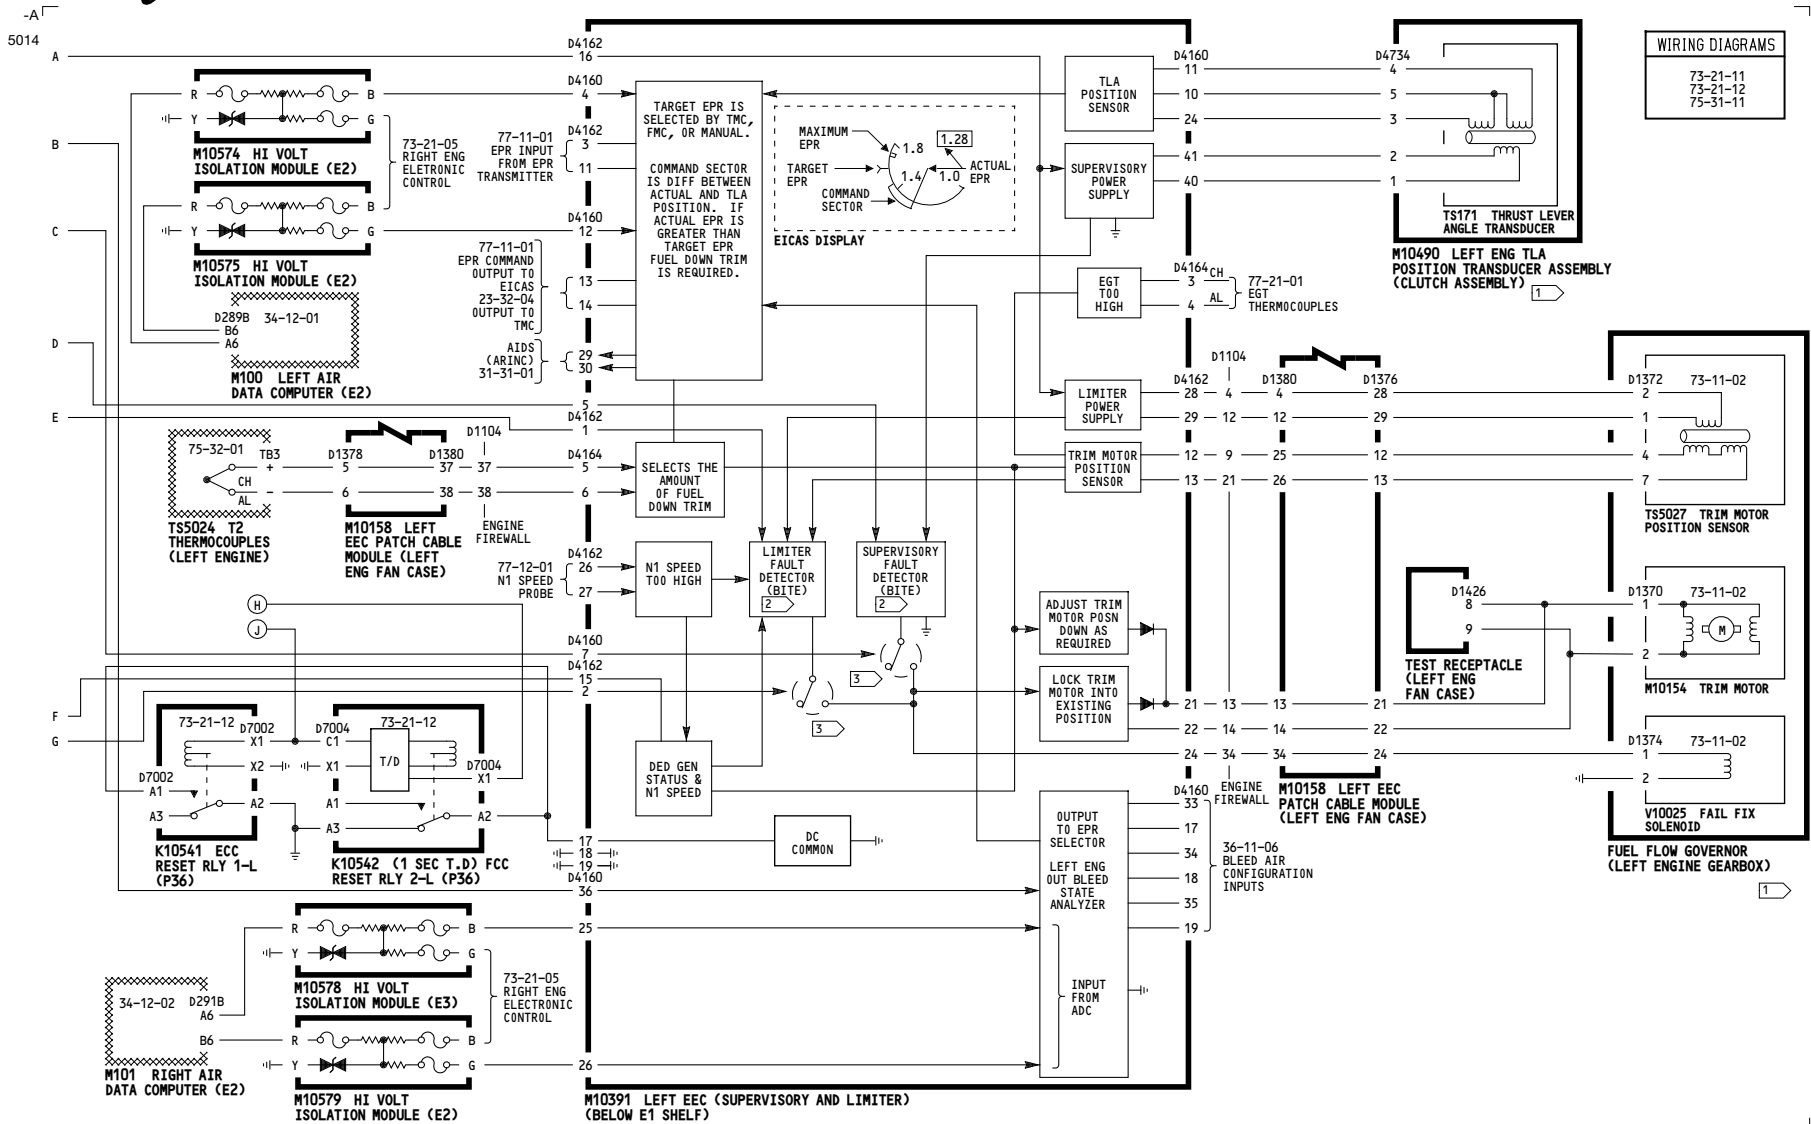 -A
5014
WIRING DIAGRAMS
73-21-11
73-21-12
75-31-11
A
B
C
D
E
F
G
R
B
Y
G
M10574 HI VOLT
ISOLATION MODULE (E2)
R
B
Y
G
M10575 HI VOLT
ISOLATION MODULE (E2)
73-21-05
RIGHT ENG
ELETRONIC
CONTROL
D289B
34-12-01
B6
A6
M100 LEFT AIR
DATA COMPUTER (E2)
D4162
16
D4160
4
D4162
3
11
77-11-01
EPR INPUT
FROM EPR
TRANSMITTER
D4160
12
77-11-01
EPR COMMAND
OUTPUT TO
EICAS
23-32-04
OUTPUT TO
TMC
13
14
AIDS
(ARINC)
31-31-01
29
30
5
D4162
1
TARGET EPR IS
SELECTED BY TMC,
FMC, OR MANUAL.
COMMAND SECTOR
IS DIFF BETWEEN
ACTUAL AND TLA
POSITION. IF
ACTUAL EPR IS
GREATER THAN
TARGET EPR
FUEL DOWN TRIM
IS REQUIRED.
MAXIMUM
EPR
1.8
1.28
TARGET
EPR
1.4
1.0
ACTUAL
EPR
COMMAND
SECTOR
EICAS DISPLAY
TLA
POSITION
SENSOR
SUPERVISORY
POWER
SUPPLY
EGT
TOO
HIGH
LIMITER
POWER
SUPPLY
TRIM MOTOR
POSITION
SENSOR
D4160
11
10
24
41
40
D4734
4
5
3
2
1
TS171 THRUST LEVER
ANGLE TRANSDUCER
M10490 LEFT ENG TLA
POSITION TRANSDUCER ASSEMBLY
(CLUTCH ASSEMBLY)
1
D4164
3
CH
4
AL
77-21-01
EGT
THERMOCOUPLES
D1104
D4162
28
4
D1380
4
D1376
28
29
12
12
29
12
9
25
12
13
21
26
13
D1372
73-11-02
2
1
4
7
TS5027 TRIM MOTOR
POSITION SENSOR
75-32-01
TB3
+
CH
-
AL
TS5024 T2
THERMOCOUPLES
(LEFT ENGINE)
D1378
5
6
D1380
37
38
D1104
37
38
ENGINE
FIREWALL
M10158 LEFT
EEC PATCH CABLE
MODULE (LEFT
ENG FAN CASE)
D4164
5
6
SELECTS THE
AMOUNT
OF FUEL
DOWN TRIM
D4162
77-12-01
N1 SPEED
PROBE
26
27
N1 SPEED
TOO HIGH
LIMITER
FAULT
DETECTOR
(BITE)
2
SUPERVISORY
FAULT
DETECTOR
(BITE)
2
ADJUST TRIM
MOTOR POSN
DOWN AS
REQUIRED
LOCK TRIM
MOTOR INTO
EXISTING
POSITION
3
3
H
J
D4160
7
D4162
15
2
D1426
8
9
TEST RECEPTACLE
(LEFT ENG
FAN CASE)
D1370
73-11-02
1
M
2
M10154 TRIM MOTOR
21
13
13
21
22
14
14
22
24
34
34
24
D1374
73-11-02
1
2
V10025 FAIL FIX
SOLENOID
FUEL FLOW GOVERNOR
(LEFT ENGINE GEARBOX)
1
ENGINE
FIREWALL
M10158 LEFT EEC
PATCH CABLE MODULE
(LEFT ENG FAN CASE)
73-21-12
D7002
X1
X2
D7002
A1
A2
A3
K10541 ECC
RESET RLY 1-L
(P36)
D7004
73-21-12
C1
X1
T/D
D7004
X1
A1
A2
A3
K10542 (1 SEC T.D) FCC
RESET RLY 2-L (P36)
DED GEN
STATUS &
N1 SPEED
DC
COMMON
17
18
19
D4160
36
25
26
OUTPUT
TO EPR
SELECTOR
LEFT ENG
OUT BLEED
STATE
ANALYZER
INPUT
FROM
ADC
D4160
33
17
34
18
35
19
36-11-06
BLEED AIR
CONFIGURATION
INPUTS
R
B
Y
G
M10578 HI VOLT
ISOLATION MODULE (E3)
R
B
Y
G
M10579 HI VOLT
ISOLATION MODULE (E2)
73-21-05
RIGHT ENG
ELECTRONIC
CONTROL
34-12-02
D291B
A6
B6
M101 RIGHT AIR
DATA COMPUTER (E2)
M10391 LEFT EEC (SUPERVISORY AND LIMITER)
(BELOW E1 SHELF)